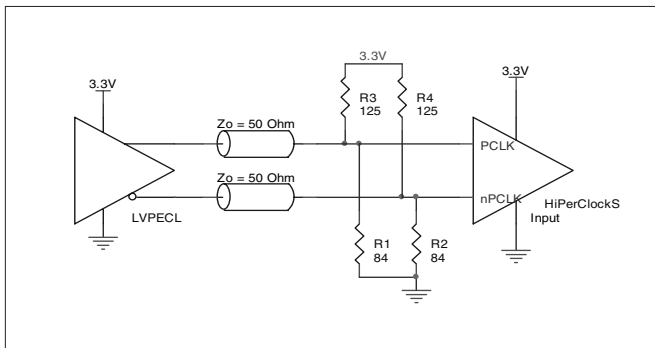 3.3V
3.3V
3.3V
R3
125
R4
125
Zo = 50 Ohm
PCLK
Zo = 50 Ohm
nPCLK
HiPerClockS
Input
LVPECL
R1
84
R2
84